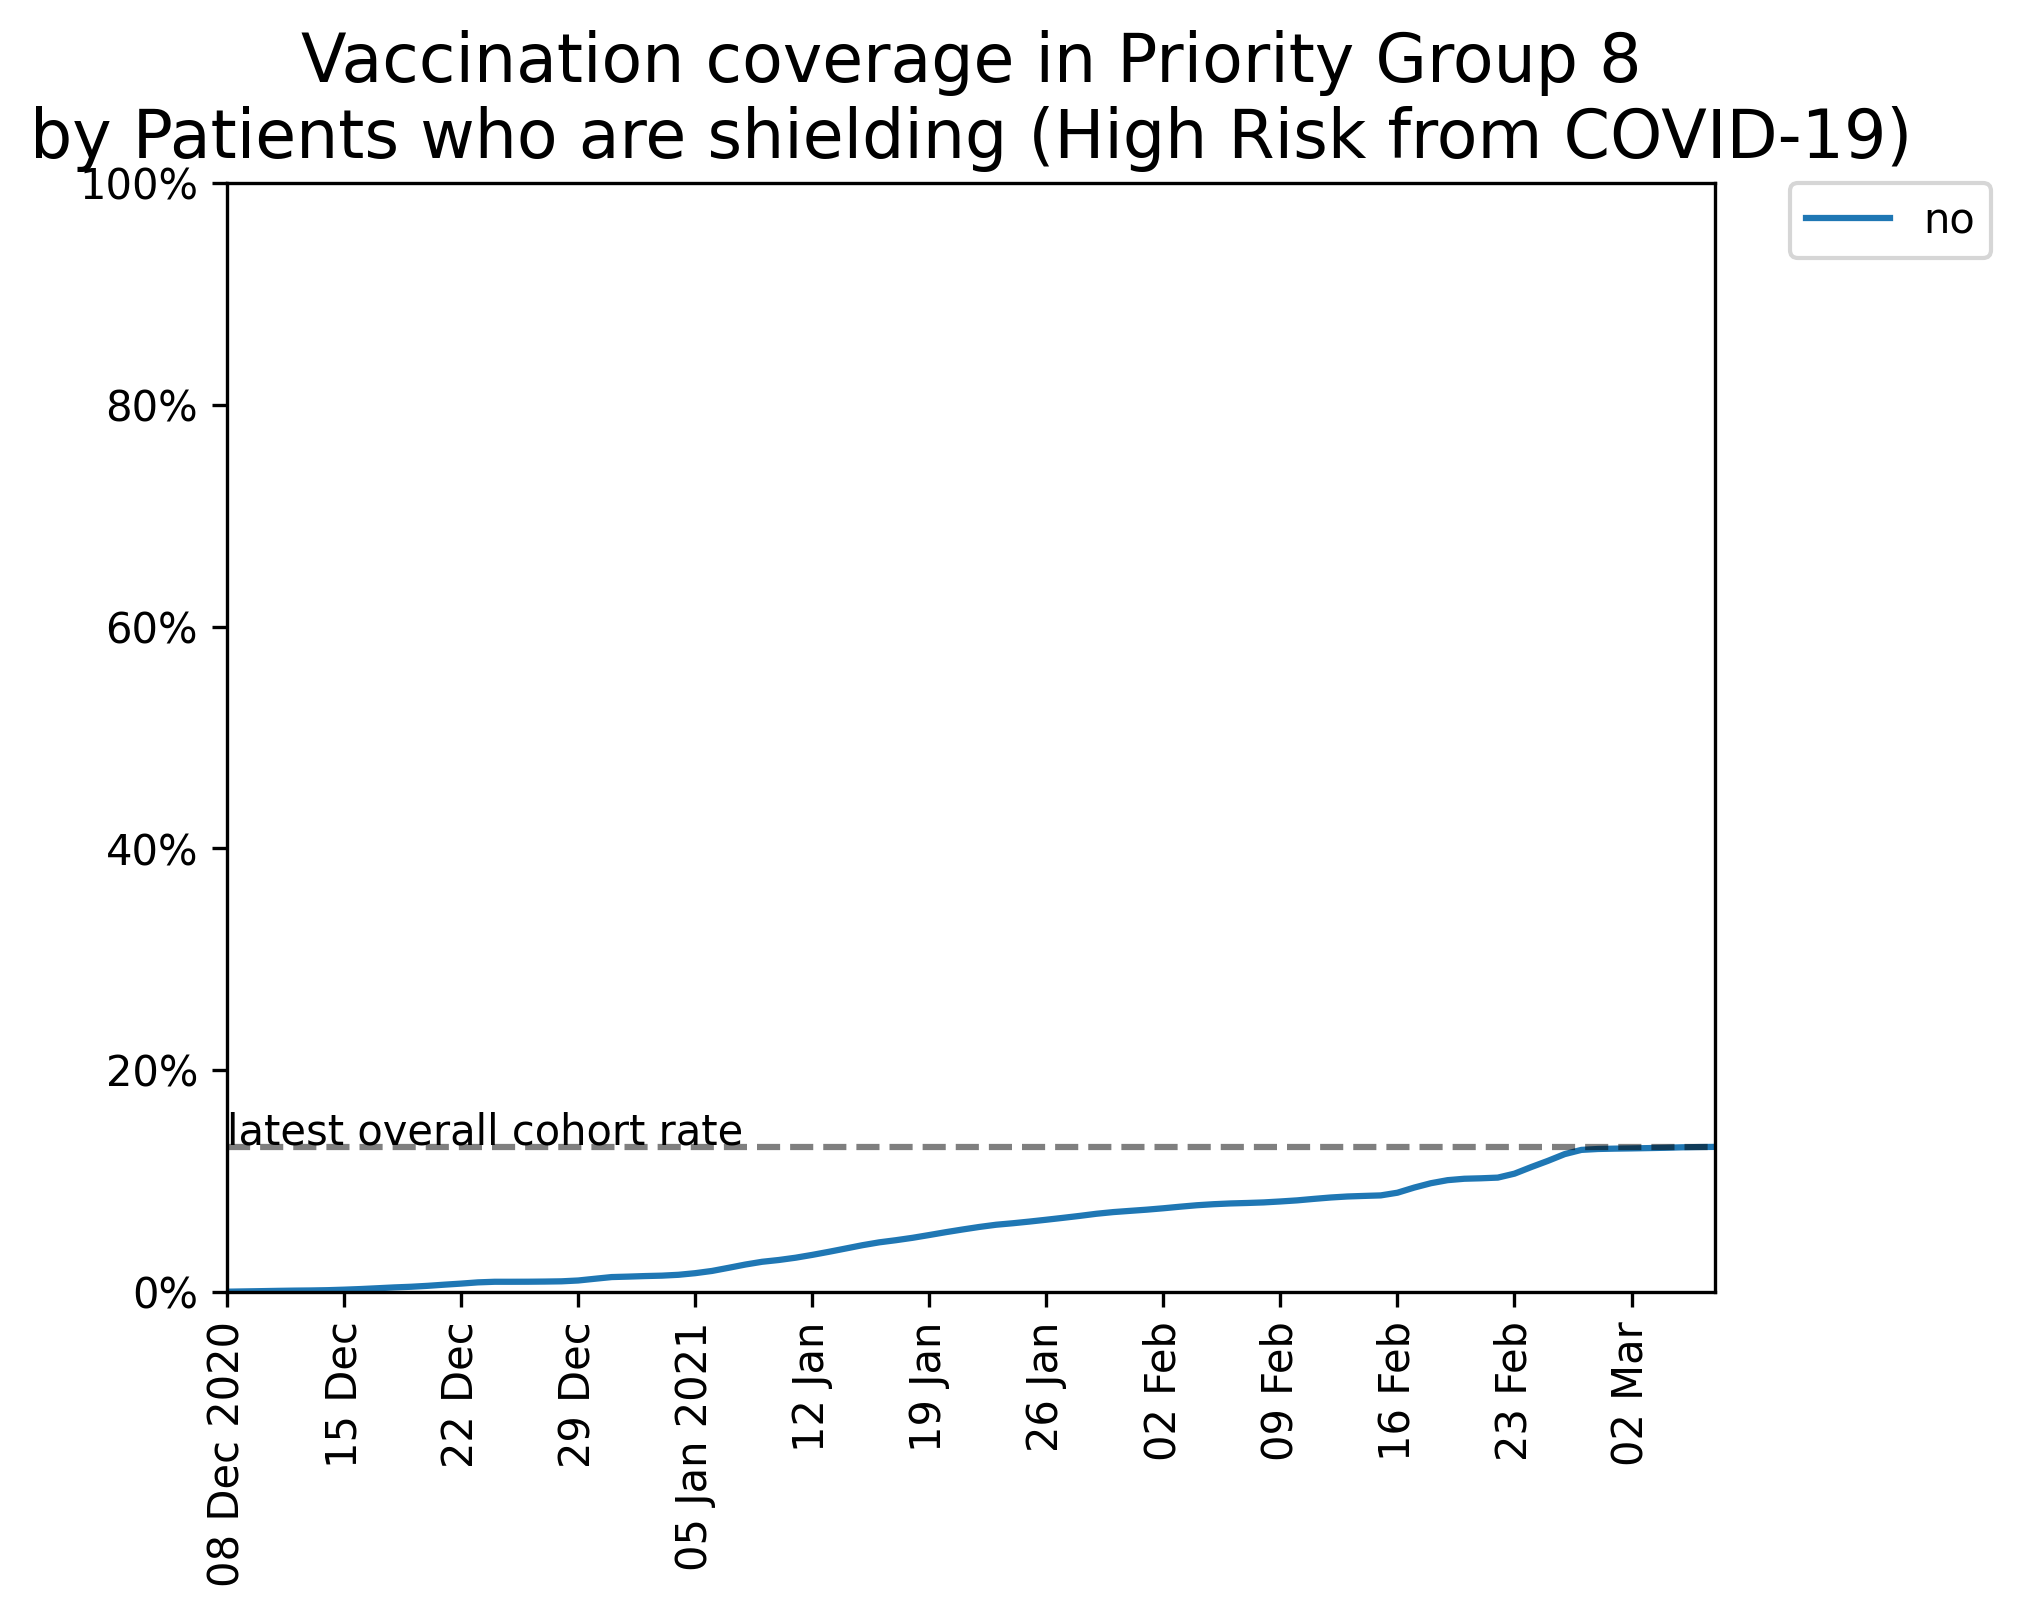 Vaccination coverage in Priority Group 8
by Patients who are shielding (High Risk from COVID-19)
100%
80%
60%
40%
20%
0%
latest overall cohort rate
no
08 Dec 2020
15 Dec
22 Dec
29 Dec
05 Jan 2021
12 Jan
19 Jan
26 Jan
02 Feb
09 Feb
16 Feb
23 Feb
02 Mar